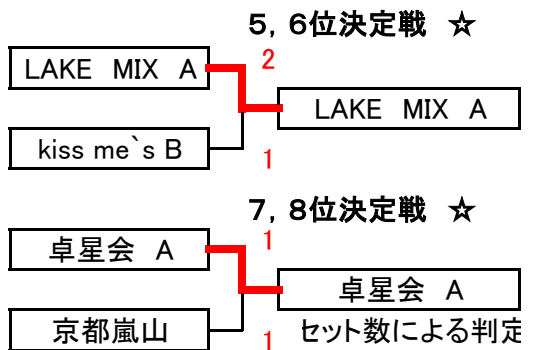 5，6位決定戦　☆
LAKE　MIX　A
2
LAKE　MIX　A
kiss me`s B
1
7，8位決定戦　☆
卓星会　A
1
卓星会　A
京都嵐山
1
セット数による判定